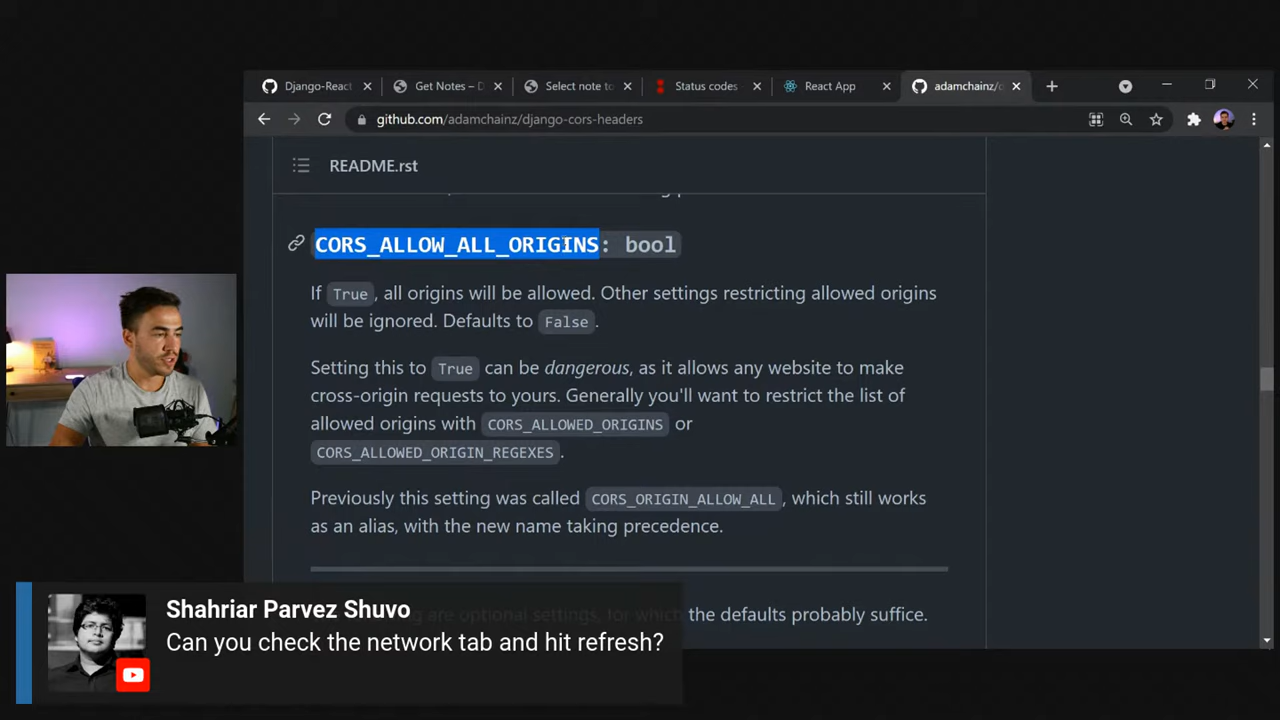 Django-React
Get Notes – D
Select note to
Status codes
React App
adamchainz/d
github.com/adamchainz/django-cors-headers
README.rst
CORS_ALLOW_ALL_ORIGINS: bool
If True, all origins will be allowed. Other settings restricting allowed origins
will be ignored. Defaults to False.
Setting this to True can be dangerous, as it allows any website to make
cross-origin requests to yours. Generally you'll want to restrict the list of
allowed origins with CORS_ALLOWED_ORIGINS or
CORS_ALLOWED_ORIGIN_REGEXES.
Previously this setting was called CORS_ORIGIN_ALLOW_ALL, which still works
as an alias, with the new name taking precedence.
are optional settings, for which the defaults probably suffice.
Shahriar Parvez Shuvo
Can you check the network tab and hit refresh?